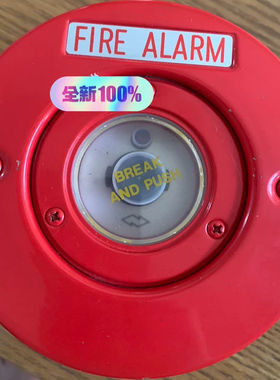 FIRE ALARM
全新100%
BREAK
AND PUSH